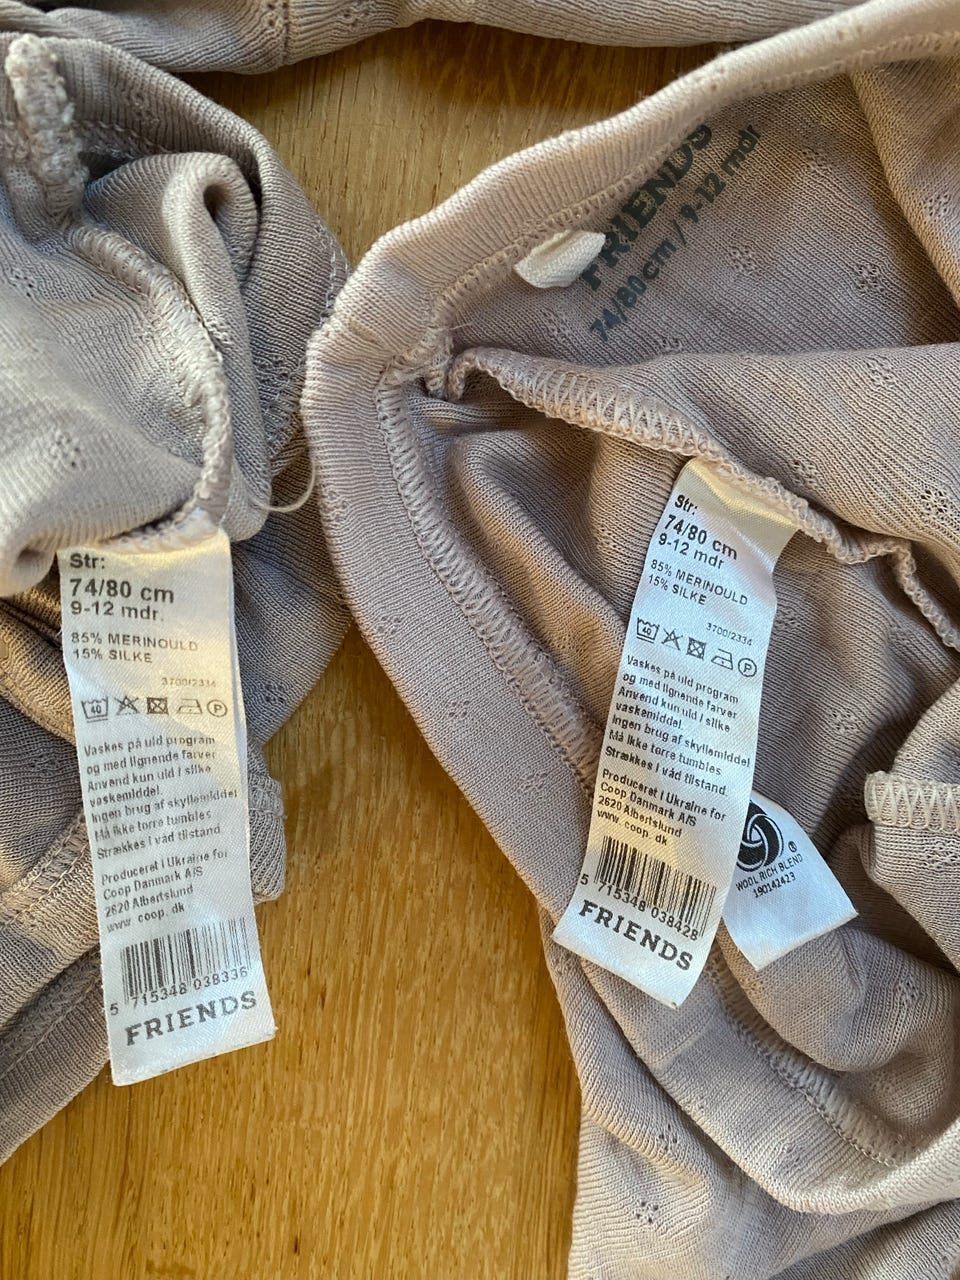 FRIENDS
74/80cm / 9-12 mdr
Str:
74/80 cm
9-12 mdr.
85% MERINOULD
15% SILKE
3700/2334
40
P
Vaskes på uld program
og med lignende farver
Anvend kun uld / silke
vaskemiddel.
Ingen brug af skyllemiddel
Må ikke tørre tumbles
Strækkes i våd tilstand.
Produceret i Ukraine for
Coop Danmark A/S
2620 Albertslund
www. coop. dk
5 715348 038336
FRIENDS
Str:
74/80 cm
9-12 mdr
85% MERINOULD
15% SILKE
3700/2334
40
P
Vaskes på uld program
og med lignende farver
Anvend kun uld / silke
vaskemiddel.
Ingen brug af skyllemiddel
Må ikke tørre tumbles
Strækkes i våd tilstand.
Produceret i Ukraine for
Coop Danmark A/S
2620 Albertslund
www. coop. dk
5 715348 038428
FRIENDS
WOOL RICH BLEND
190142423